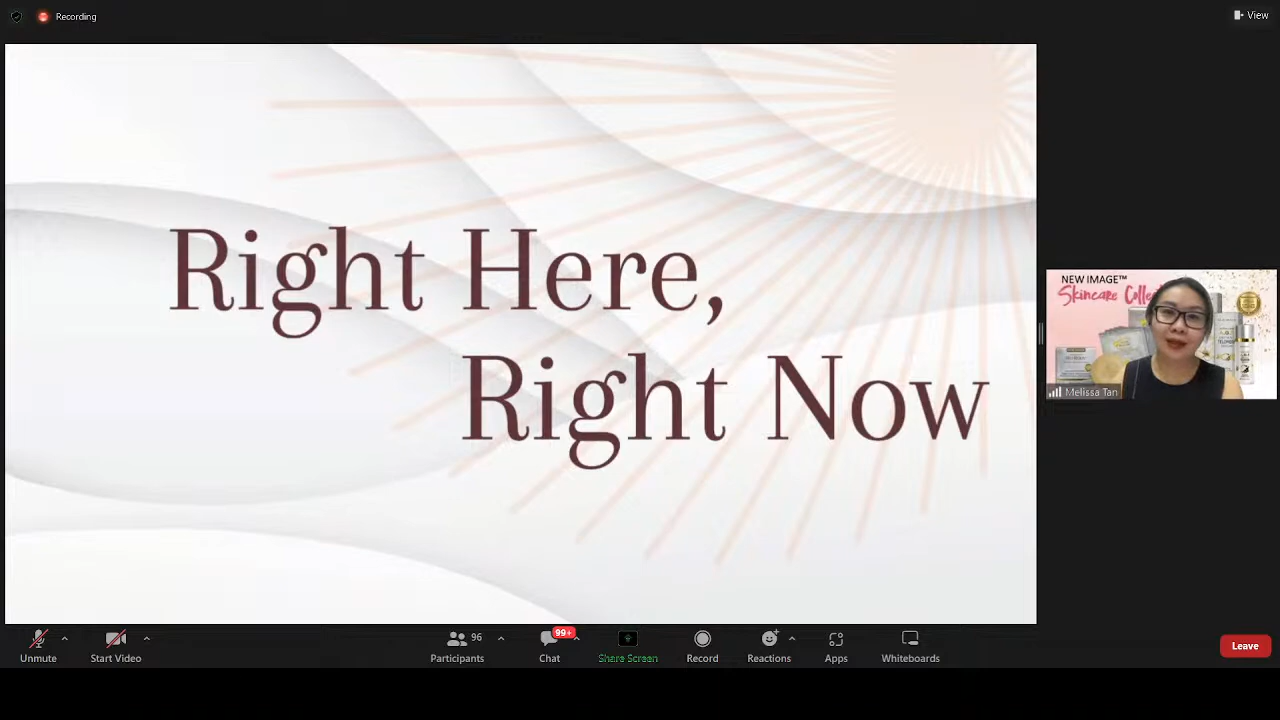 Recording
View
Right Here,
Right Now
NEW IMAGE™
Skincare
Melissa Tan
Unmute
Start Video
96
Participants
99+
Chat
Share Screen
Record
Reactions
Apps
Whiteboards
Leave